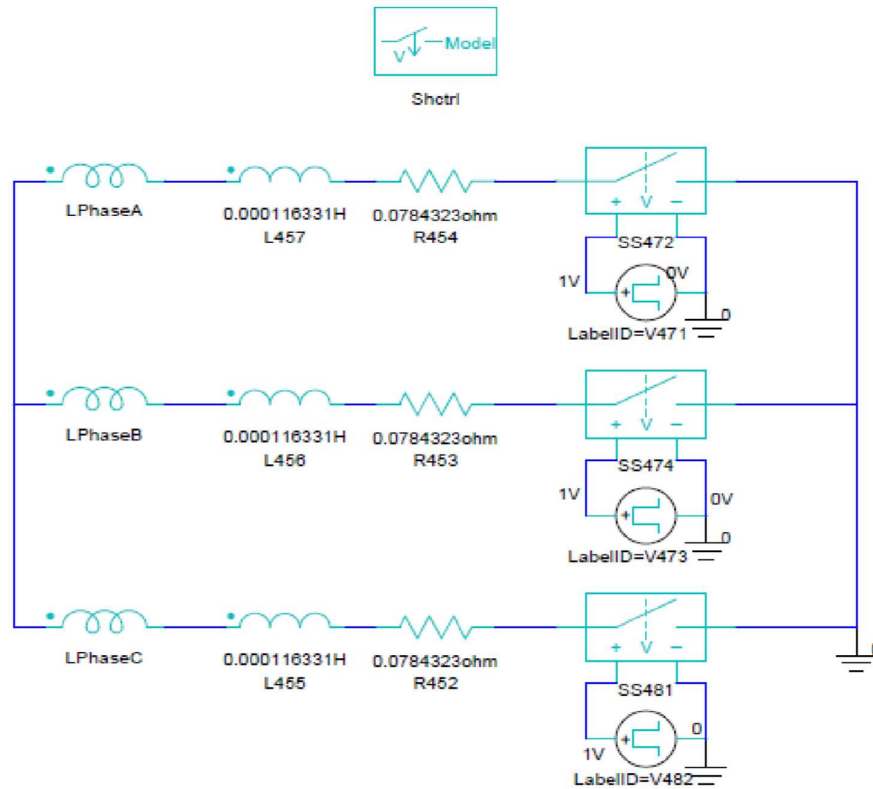 V
Model
Shctrl
LPhaseA
0.000116331H
L457
0.0784323ohm
R454
+ V −
SS472
1V
0V
+
0
LabelID=V471
LPhaseB
0.000116331H
L456
0.0784323ohm
R453
+ V −
SS474
1V
0V
+
0
LabelID=V473
LPhaseC
0.000116331H
L455
0.0784323ohm
R452
+ V −
SS481
1V
0
+
LabelID=V482